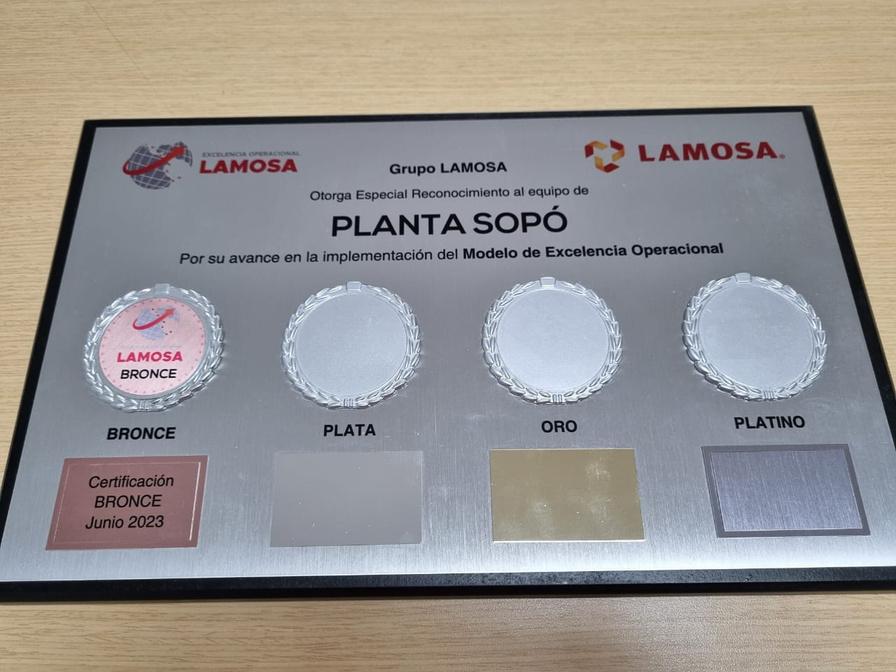 EXCELENCIA OPERACIONAL
LAMOSA
LAMOSA
Grupo LAMOSA
Otorga Especial Reconocimiento al equipo de
PLANTA SOPÓ
Por su avance en la implementación del Modelo de Excelencia Operacional
LAMOSA
BRONCE
BRONCE
PLATA
ORO
PLATINO
Certificación
BRONCE
Junio 2023